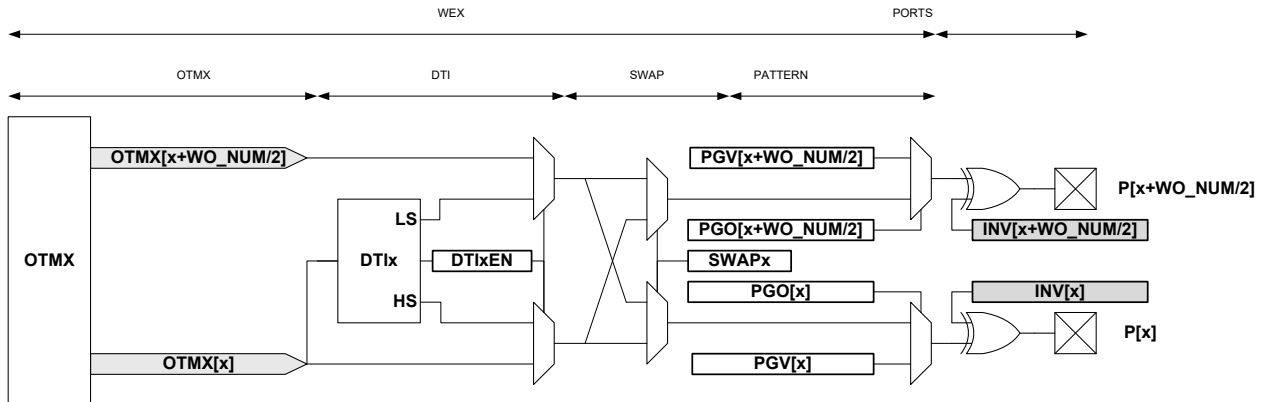 WEX
PORTS
OTMX
DTI
SWAP
PATTERN
OTMX[x+WO_NUM/2]
PGV[x+WO_NUM/2]
P[x+WO_NUM/2]
LS
PGO[x+WO_NUM/2]
INV[x+WO_NUM/2]
OTMX
DTIx
DTIxEN
SWAPx
HS
PGO[x]
INV[x]
P[x]
OTMX[x]
PGV[x]